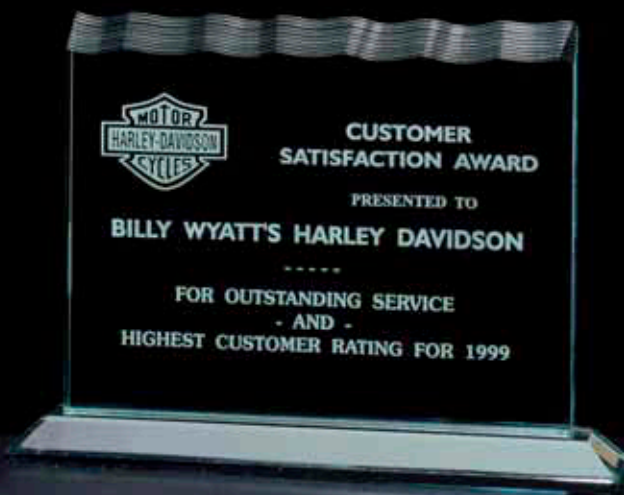 MOTOR
HARLEY-DAVIDSON
CYCLES
CUSTOMER
SATISFACTION AWARD
PRESENTED TO
BILLY WYATT'S HARLEY DAVIDSON
-----
FOR OUTSTANDING SERVICE
- AND -
HIGHEST CUSTOMER RATING FOR 1999